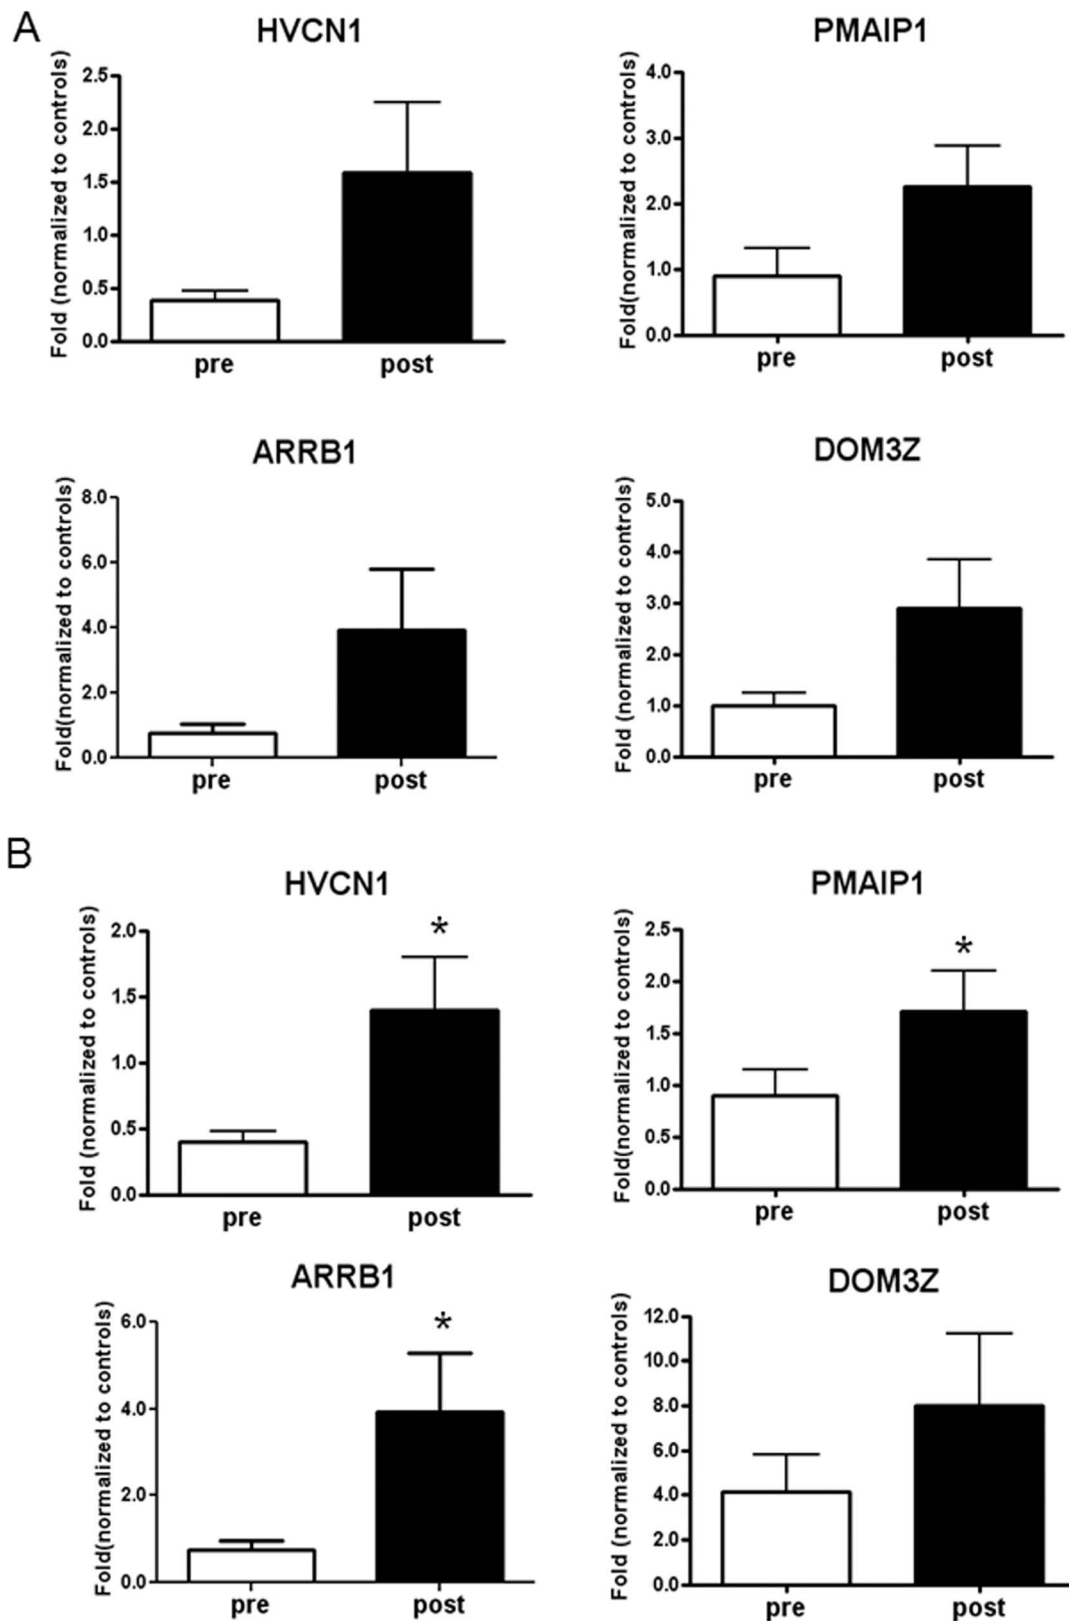 A
HVCN1
Fold (normalized to controls)
2.5
2.0
1.5
1.0
0.5
0.0
pre
post
PMAIP1
Fold(normalized to controls)
4.0
3.0
2.0
1.0
0.0
pre
post
ARRB1
Fold(normalized to controls)
8.0
6.0
4.0
2.0
0.0
pre
post
DOM3Z
Fold (normalized to controls)
5.0
4.0
3.0
2.0
1.0
0.0
pre
post
B
HVCN1
Fold (normalized to controls)
2.0
1.5
1.0
0.5
0.0
*
pre
post
PMAIP1
Fold(normalized to controls)
2.5
2.0
1.5
1.0
0.5
0.0
*
pre
post
ARRB1
Fold(normalized to controls)
6.0
4.0
2.0
0.0
*
pre
post
DOM3Z
Fold (normalized to controls)
12.0
10.0
8.0
6.0
4.0
2.0
0.0
pre
post